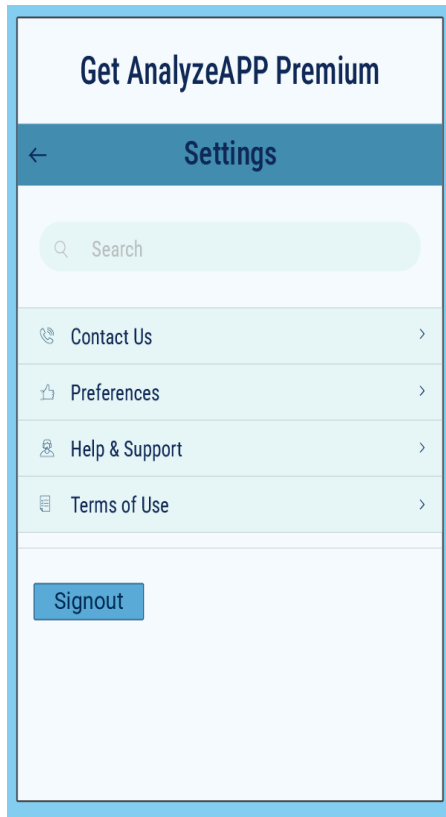 Get AnalyzeAPP Premium
Settings
Search
Contact Us
Preferences
Help & Support
Terms of Use
Signout